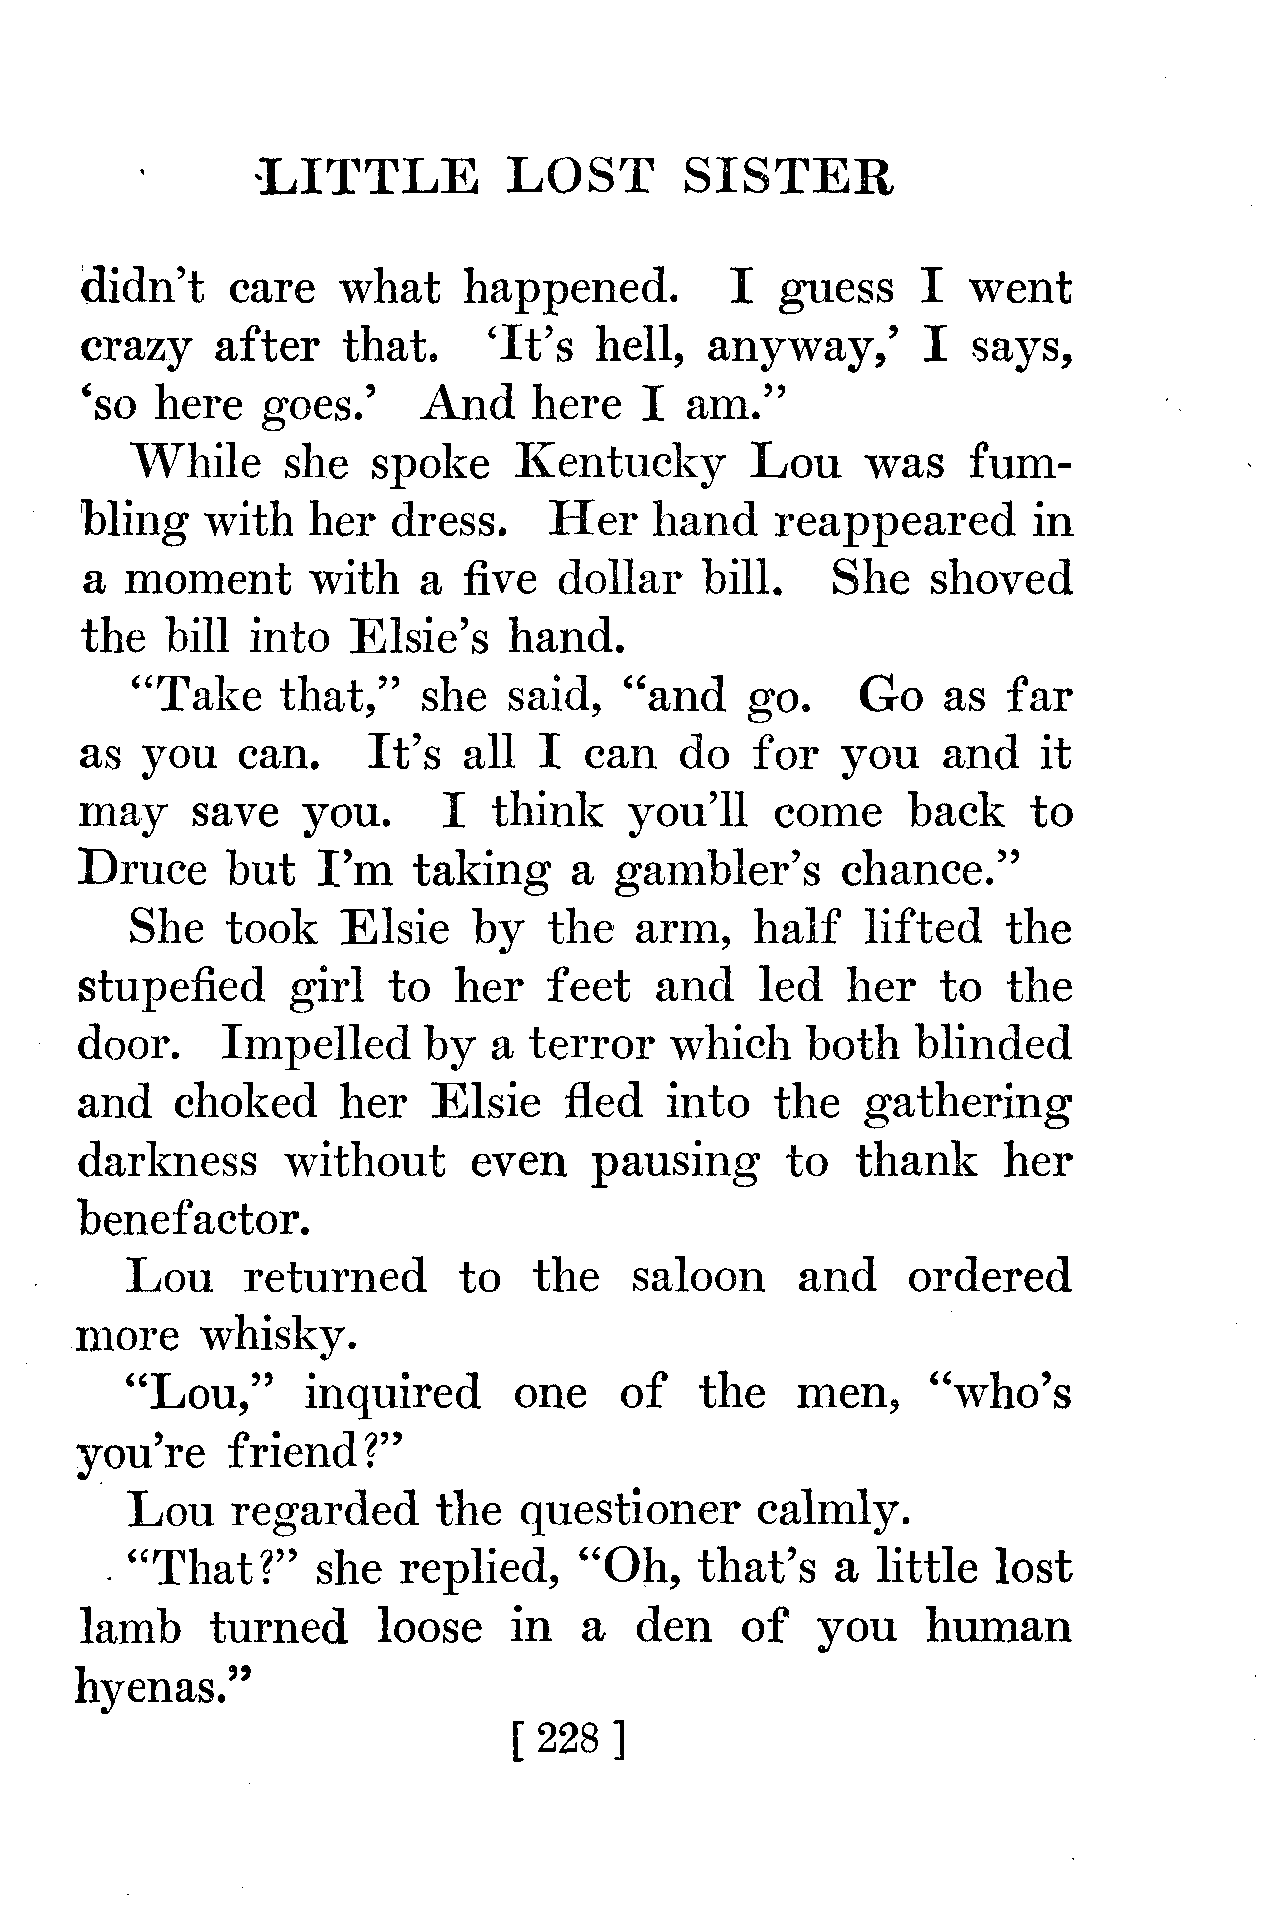 LITTLE LOST SISTER
didn't care what happened. I guess I went
crazy after that. ‘It's hell, anyway,’ I says,
‘so here goes.’ And here I am.”
While she spoke Kentucky Lou was fum-
bling with her dress. Her hand reappeared in
a moment with a five dollar bill. She shoved
the bill into Elsie's hand.
“Take that,” she said, “and go. Go as far
as you can. It's all I can do for you and it
may save you. I think you'll come back to
Druce but I'm taking a gambler's chance.”
She took Elsie by the arm, half lifted the
stupefied girl to her feet and led her to the
door. Impelled by a terror which both blinded
and choked her Elsie fled into the gathering
darkness without even pausing to thank her
benefactor.
Lou returned to the saloon and ordered
more whisky.
“Lou,” inquired one of the men, “who's
you're friend?”
Lou regarded the questioner calmly.
“That?” she replied, “Oh, that's a little lost
lamb turned loose in a den of you human
hyenas.”
[ 228 ]